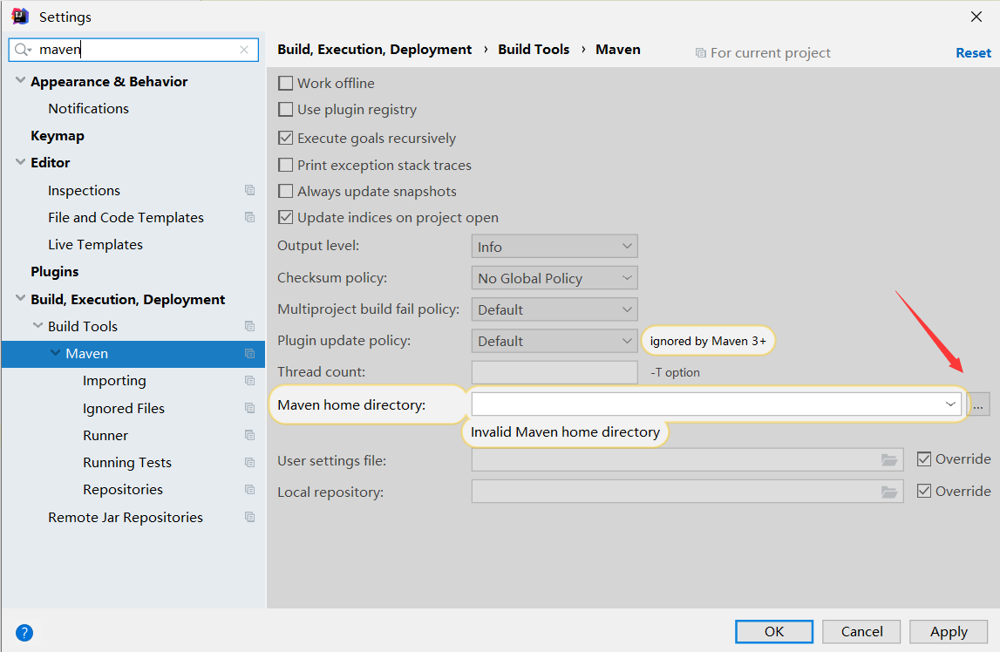 Settings
maven
Appearance & Behavior
Notifications
Keymap
Editor
Inspections
File and Code Templates
Live Templates
Plugins
Build, Execution, Deployment
Build Tools
Maven
Importing
Ignored Files
Runner
Running Tests
Repositories
Remote Jar Repositories
Build, Execution, Deployment › Build Tools › Maven
For current project
Reset
Work offline
Use plugin registry
Execute goals recursively
Print exception stack traces
Always update snapshots
Update indices on project open
Output level: Info
Checksum policy: No Global Policy
Multiproject build fail policy: Default
Plugin update policy: Default ignored by Maven 3+
Thread count: -T option
Maven home directory: ...
Invalid Maven home directory
User settings file: Override
Local repository: Override
? OK Cancel Apply